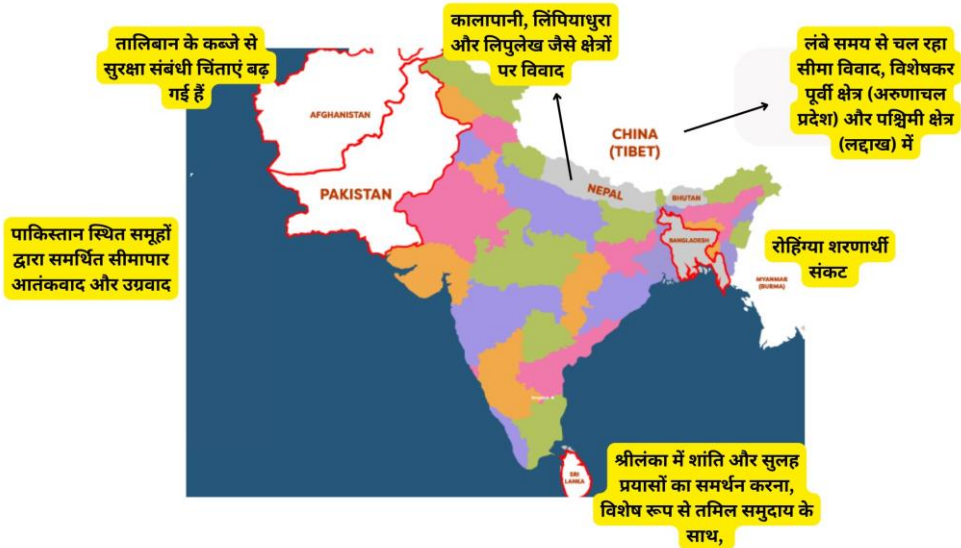 तालिबान के कब्जे से
सुरक्षा संबंधी चिंताएं बढ़
गई हैं
कालापानी, लिंपियाधुरा
और लिपुलेख जैसे क्षेत्रों
पर विवाद
लंबे समय से चल रहा
सीमा विवाद, विशेषकर
पूर्वी क्षेत्र (अरुणाचल
प्रदेश) और पश्चिमी क्षेत्र
(लद्दाख) में
AFGHANISTAN
CHINA
(TIBET)
PAKISTAN
NEPAL
BHUTAN
BANGLADESH
पाकिस्तान स्थित समूहों
द्वारा समर्थित सीमापार
आतंकवाद और उग्रवाद
रोहिंग्या शरणार्थी
संकट
MYANMAR
(BURMA)
श्रीलंका में शांति और सुलह
प्रयासों का समर्थन करना,
विशेष रूप से तमिल समुदाय के
साथ,
SRI
LANKA